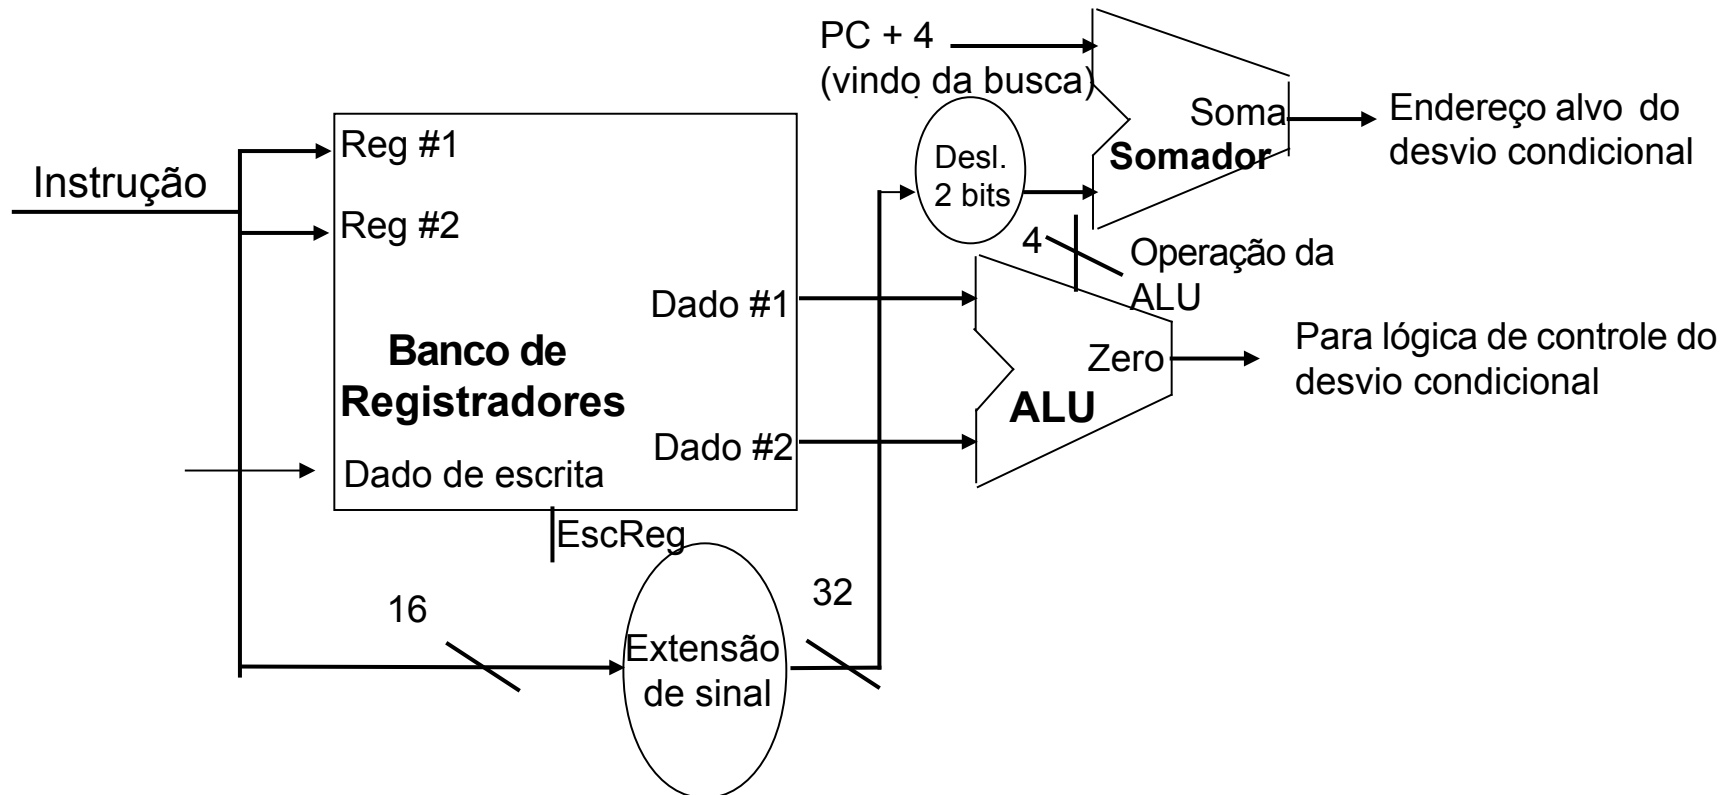 PC + 4
(vindo da busca)
Soma
Somador
Endereço alvo do
desvio condicional
Desl.
2 bits
Instrução
Reg #1
Reg #2
4
Operação da
ALU
Dado #1
Banco de
Registradores
Zero
ALU
Para lógica de controle do
desvio condicional
Dado #2
Dado de escrita
EscReg
16
32
Extensão
de sinal